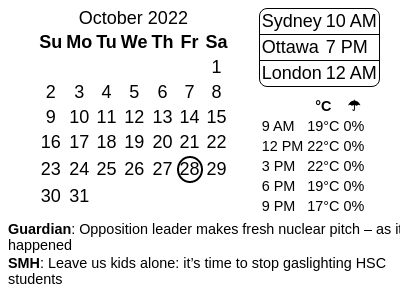 October 2022
Su Mo Tu We Th Fr Sa
1
2 3 4 5 6 7 8
9 10 11 12 13 14 15
16 17 18 19 20 21 22
23 24 25 26 27 28 29
30 31
Sydney 10 AM
Ottawa 7 PM
London 12 AM
°C ☂
9 AM 19°C 0%
12 PM 22°C 0%
3 PM 22°C 0%
6 PM 19°C 0%
9 PM 17°C 0%
Guardian: Opposition leader makes fresh nuclear pitch – as it
happened
SMH: Leave us kids alone: it’s time to stop gaslighting HSC
students